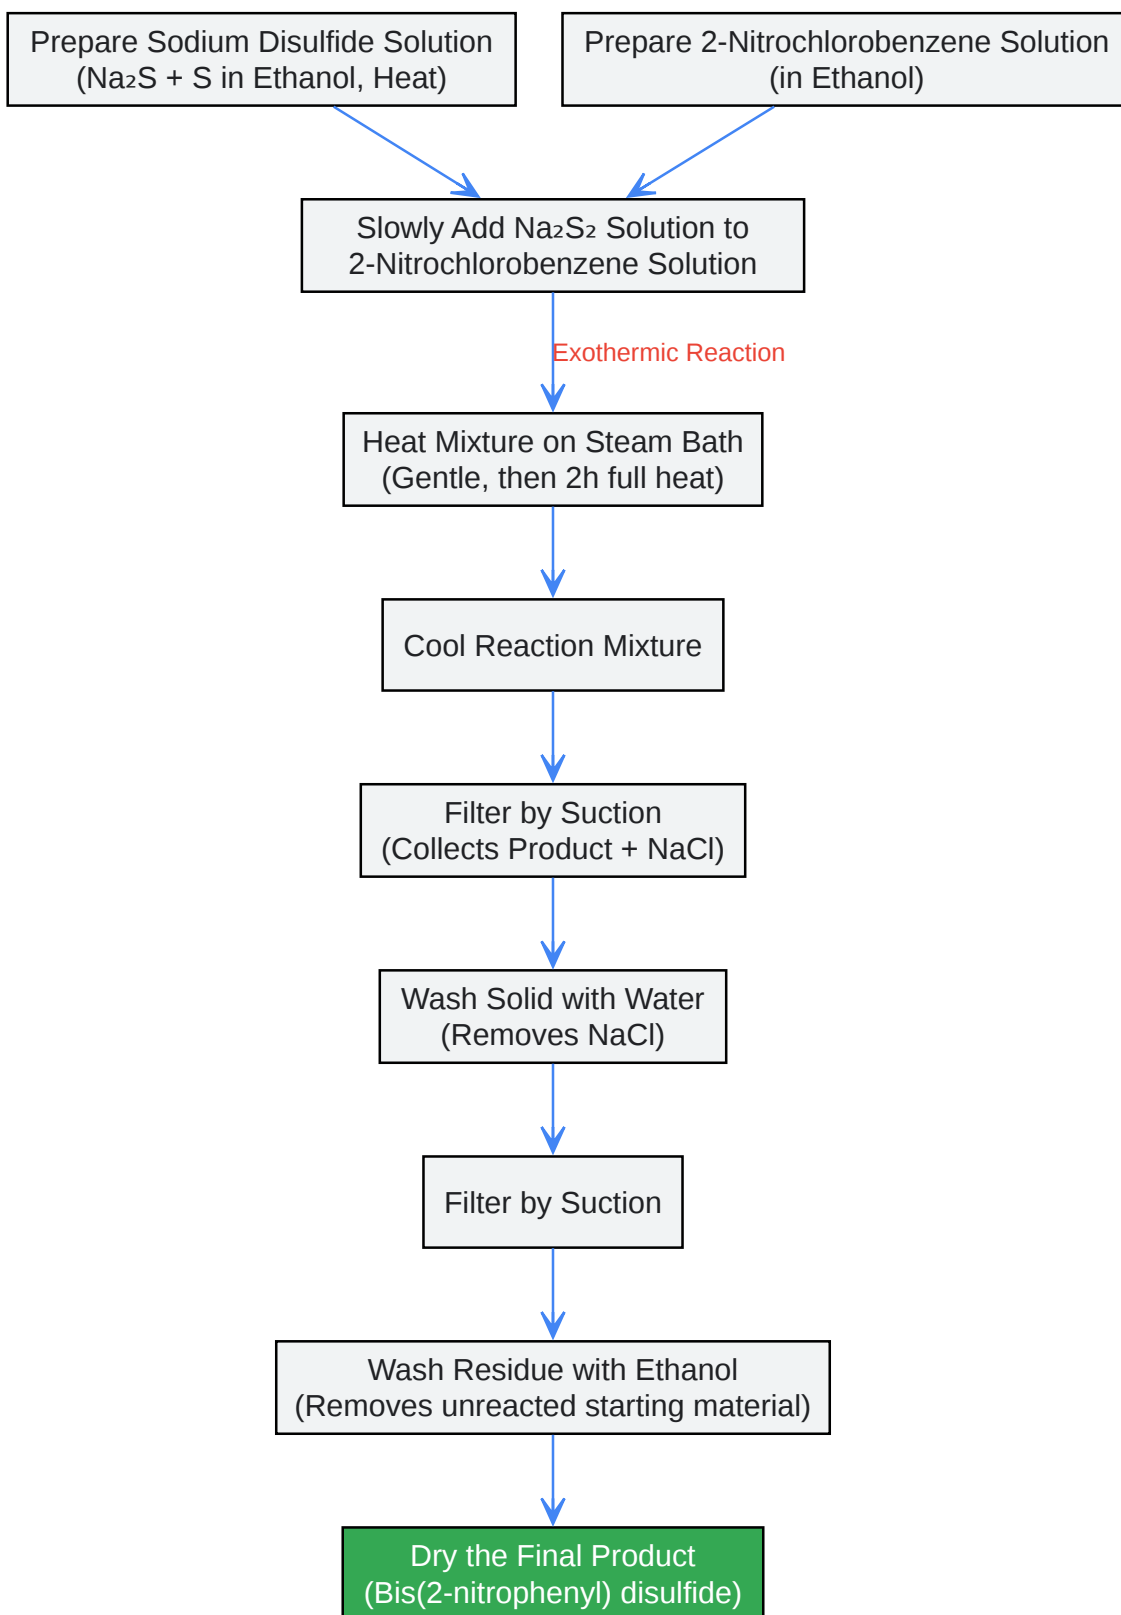 Prepare Sodium Disulfide Solution
(Na₂S + S in Ethanol, Heat)
Prepare 2-Nitrochlorobenzene Solution
(in Ethanol)
Slowly Add Na₂S₂ Solution to
2-Nitrochlorobenzene Solution
Exothermic Reaction
Heat Mixture on Steam Bath
(Gentle, then 2h full heat)
Cool Reaction Mixture
Filter by Suction
(Collects Product + NaCl)
Wash Solid with Water
(Removes NaCl)
Filter by Suction
Wash Residue with Ethanol
(Removes unreacted starting material)
Dry the Final Product
(Bis(2-nitrophenyl) disulfide)